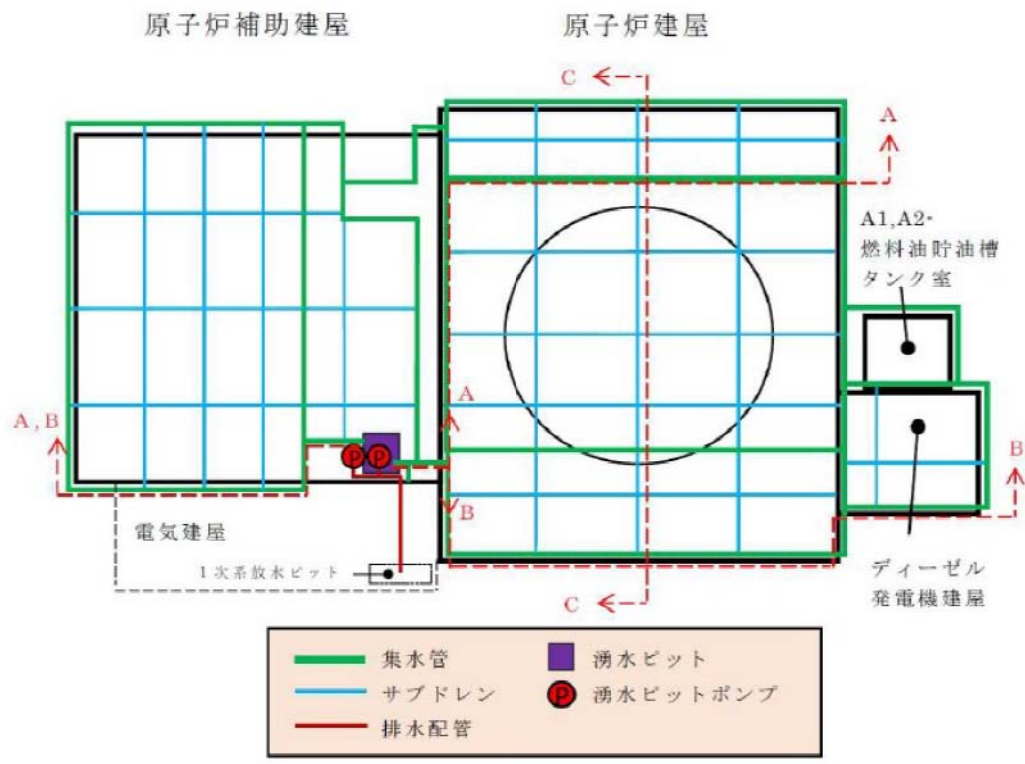 原子炉補助建屋
原子炉建屋
C
A
A1,A2-
燃料油貯油槽
タンク室
A,B
A
P P
B
B
電気建屋
1次系放水ピット
C
ディーゼル
発電機建屋
集水管
湧水ピット
サブドレン
P
湧水ピットポンプ
排水配管